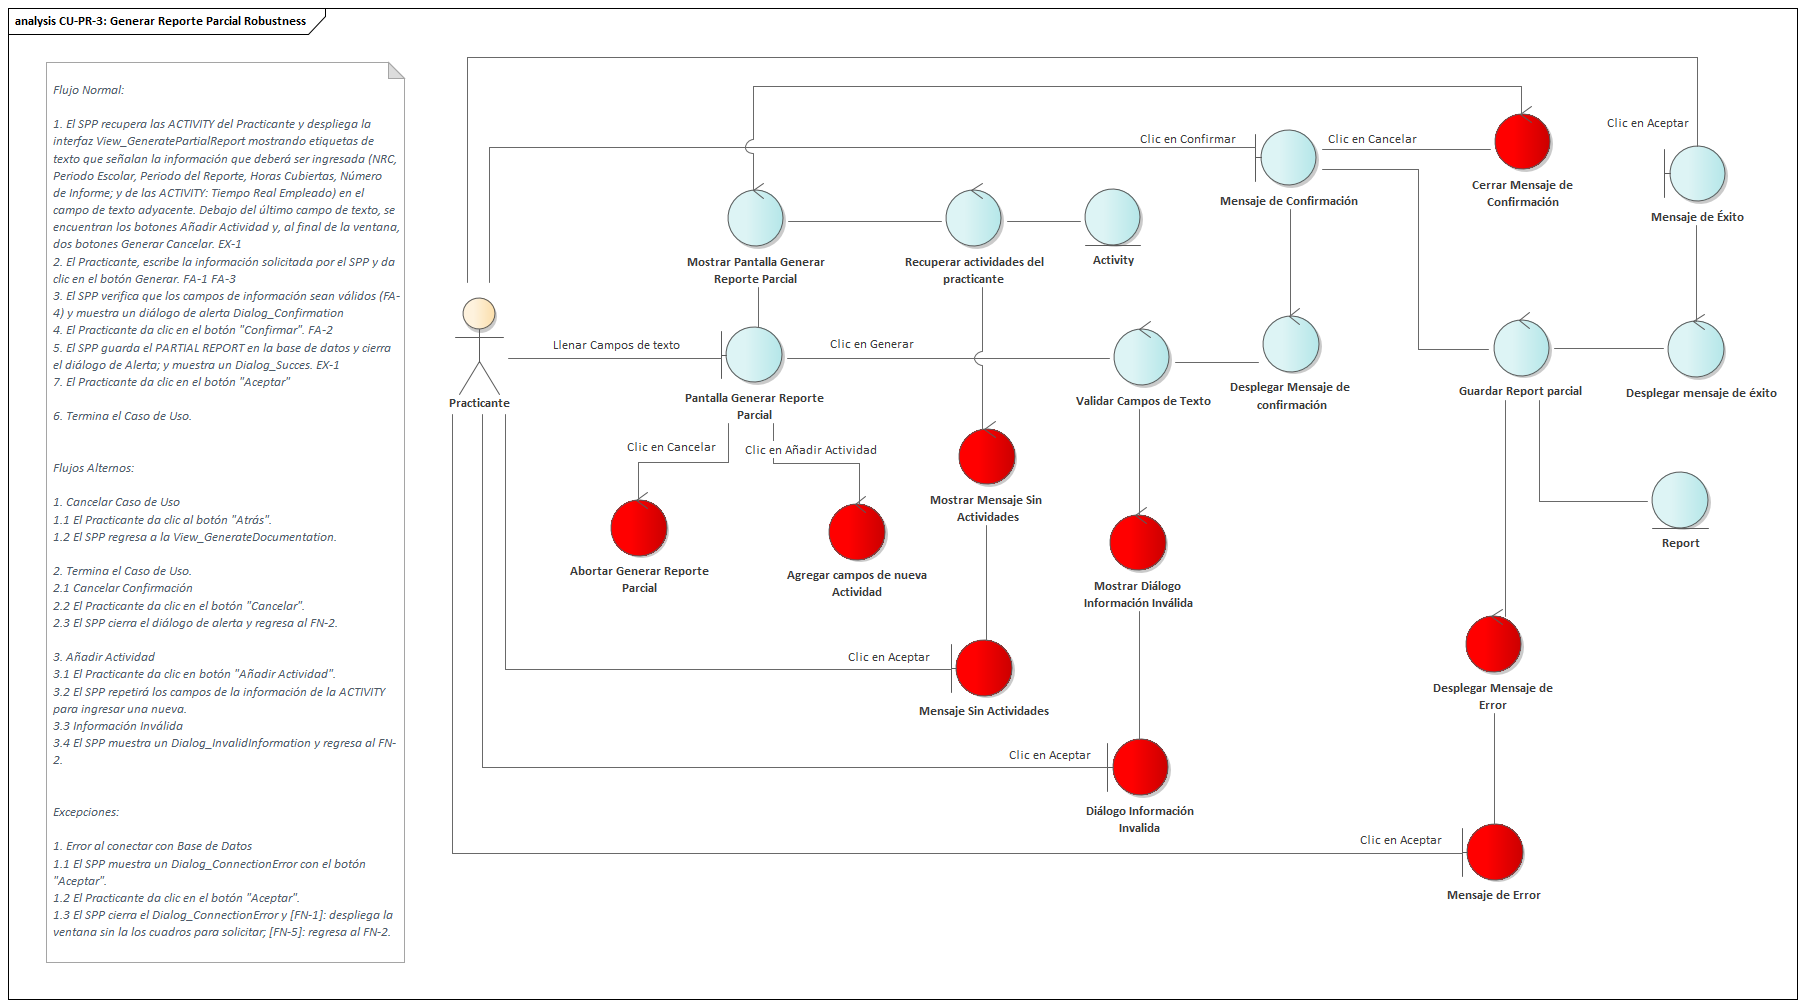 analysis CU-PR-3: Generar Reporte Parcial Robustness
Flujo Normal:
1. El SPP recupera las ACTIVITY del Practicante y despliega la
interfaz View_GeneratePartialReport mostrando etiquetas de
texto que señalan la información que deberá ser ingresada (NRC,
Periodo Escolar, Periodo del Reporte, Horas Cubiertas, Número
de Informe; y de las ACTIVITY: Tiempo Real Empleado) en el
campo de texto adyacente. Debajo del último campo de texto, se
encuentran los botones Añadir Actividad y, al final de la ventana,
dos botones Generar Cancelar. EX-1
2. El Practicante, escribe la información solicitada por el SPP y da
clic en el botón Generar. FA-1 FA-3
3. El SPP verifica que los campos de información sean válidos (FA-
4) y muestra un diálogo de alerta Dialog_Confirmation
4. El Practicante da clic en el botón "Confirmar". FA-2
5. El SPP guarda el PARTIAL REPORT en la base de datos y cierra
el diálogo de Alerta; y muestra un Dialog_Succes. EX-1
7. El Practicante da clic en el botón "Aceptar"
6. Termina el Caso de Uso.
Flujos Alternos:
1. Cancelar Caso de Uso
1.1 El Practicante da clic al botón "Atrás".
1.2 El SPP regresa a la View_GenerateDocumentation.
2. Termina el Caso de Uso.
2.1 Cancelar Confirmación
2.2 El Practicante da clic en el botón "Cancelar".
2.3 El SPP cierra el diálogo de alerta y regresa al FN-2.
3. Añadir Actividad
3.1 El Practicante da clic en botón "Añadir Actividad".
3.2 El SPP repetirá los campos de la información de la ACTIVITY
para ingresar una nueva.
3.3 Información Inválida
3.4 El SPP muestra un Dialog_InvalidInformation y regresa al FN-
2.
Excepciones:
1. Error al conectar con Base de Datos
1.1 El SPP muestra un Dialog_ConnectionError con el botón
"Aceptar".
1.2 El Practicante da clic en el botón "Aceptar".
1.3 El SPP cierra el Dialog_ConnectionError y [FN-1]: despliega la
ventana sin la los cuadros para solicitar; [FN-5]: regresa al FN-2.
Clic en Aceptar
Clic en Confirmar
Clic en Cancelar
Cerrar Mensaje de
Confirmación
Mensaje de Confirmación
Mensaje de Éxito
Mostrar Pantalla Generar
Reporte Parcial
Recuperar actividades del
practicante
Activity
Practicante
Llenar Campos de texto
Clic en Generar
Pantalla Generar Reporte
Parcial
Validar Campos de Texto
Desplegar Mensaje de
confirmación
Guardar Report parcial
Desplegar mensaje de éxito
Clic en Cancelar
Clic en Añadir Actividad
Mostrar Mensaje Sin
Actividades
Report
Abortar Generar Reporte
Parcial
Agregar campos de nueva
Actividad
Mostrar Diálogo
Información Inválida
Clic en Aceptar
Mensaje Sin Actividades
Desplegar Mensaje de
Error
Clic en Aceptar
Diálogo Información
Invalida
Clic en Aceptar
Mensaje de Error